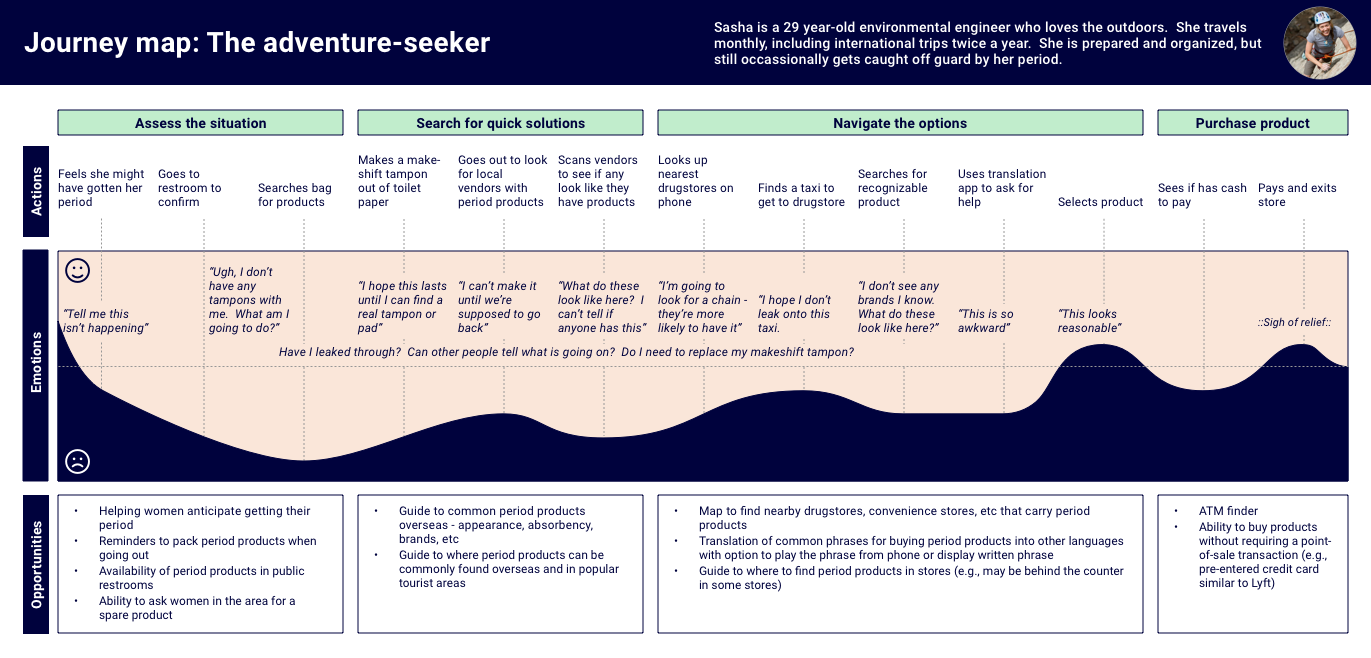 Journey map: The adventure-seeker
Sasha is a 29 year-old environmental engineer who loves the outdoors.  She travels
monthly, including international trips twice a year.  She is prepared and organized, but
still occassionally gets caught off guard by her period.
Assess the situation
Search for quick solutions
Navigate the options
Purchase product
Actions
Feels she might
have gotten her
period
Goes to
restroom to
confirm
Searches bag
for products
Makes a make-
shift tampon
out of toilet
paper
Goes out to look
for local
vendors with
period products
Scans vendors
to see if any
look like they
have products
Looks up
nearest
drugstores on
phone
Finds a taxi to
get to drugstore
Searches for
recognizable
product
Uses translation
app to ask for
help
Selects product
Sees if has cash
to pay
Pays and exits
store
Emotions
“Tell me this
isn’t happening”
“Ugh, I don’t
have any
tampons with
me.  What am I
going to do?”
“I hope this lasts
until I can find a
real tampon or
pad”
“I can’t make it
until we’re
supposed to go
back”
“What do these
look like here?  I
can’t tell if
anyone has this”
“I’m going to
look for a chain -
they’re more
likely to have it”
“I hope I don’t
leak onto this
taxi.
“I don’t see any
brands I know.
What do these
look like here?”
“This is so
awkward”
“This looks
reasonable”
::Sigh of relief::
Have I leaked through?  Can other people tell what is going on?  Do I need to replace my makeshift tampon?
Opportunities
• Helping women anticipate getting their
period
• Reminders to pack period products when
going out
• Availability of period products in public
restrooms
• Ability to ask women in the area for a
spare product
• Guide to common period products
overseas - appearance, absorbency,
brands, etc
• Guide to where period products can be
commonly found overseas and in popular
tourist areas
• Map to find nearby drugstores, convenience stores, etc that carry period
products
• Translation of common phrases for buying period products into other languages
with option to play the phrase from phone or display written phrase
• Guide to where to find period products in stores (e.g., may be behind the counter
in some stores)
• ATM finder
• Ability to buy products
without requiring a point-
of-sale transaction (e.g.,
pre-entered credit card
similar to Lyft)